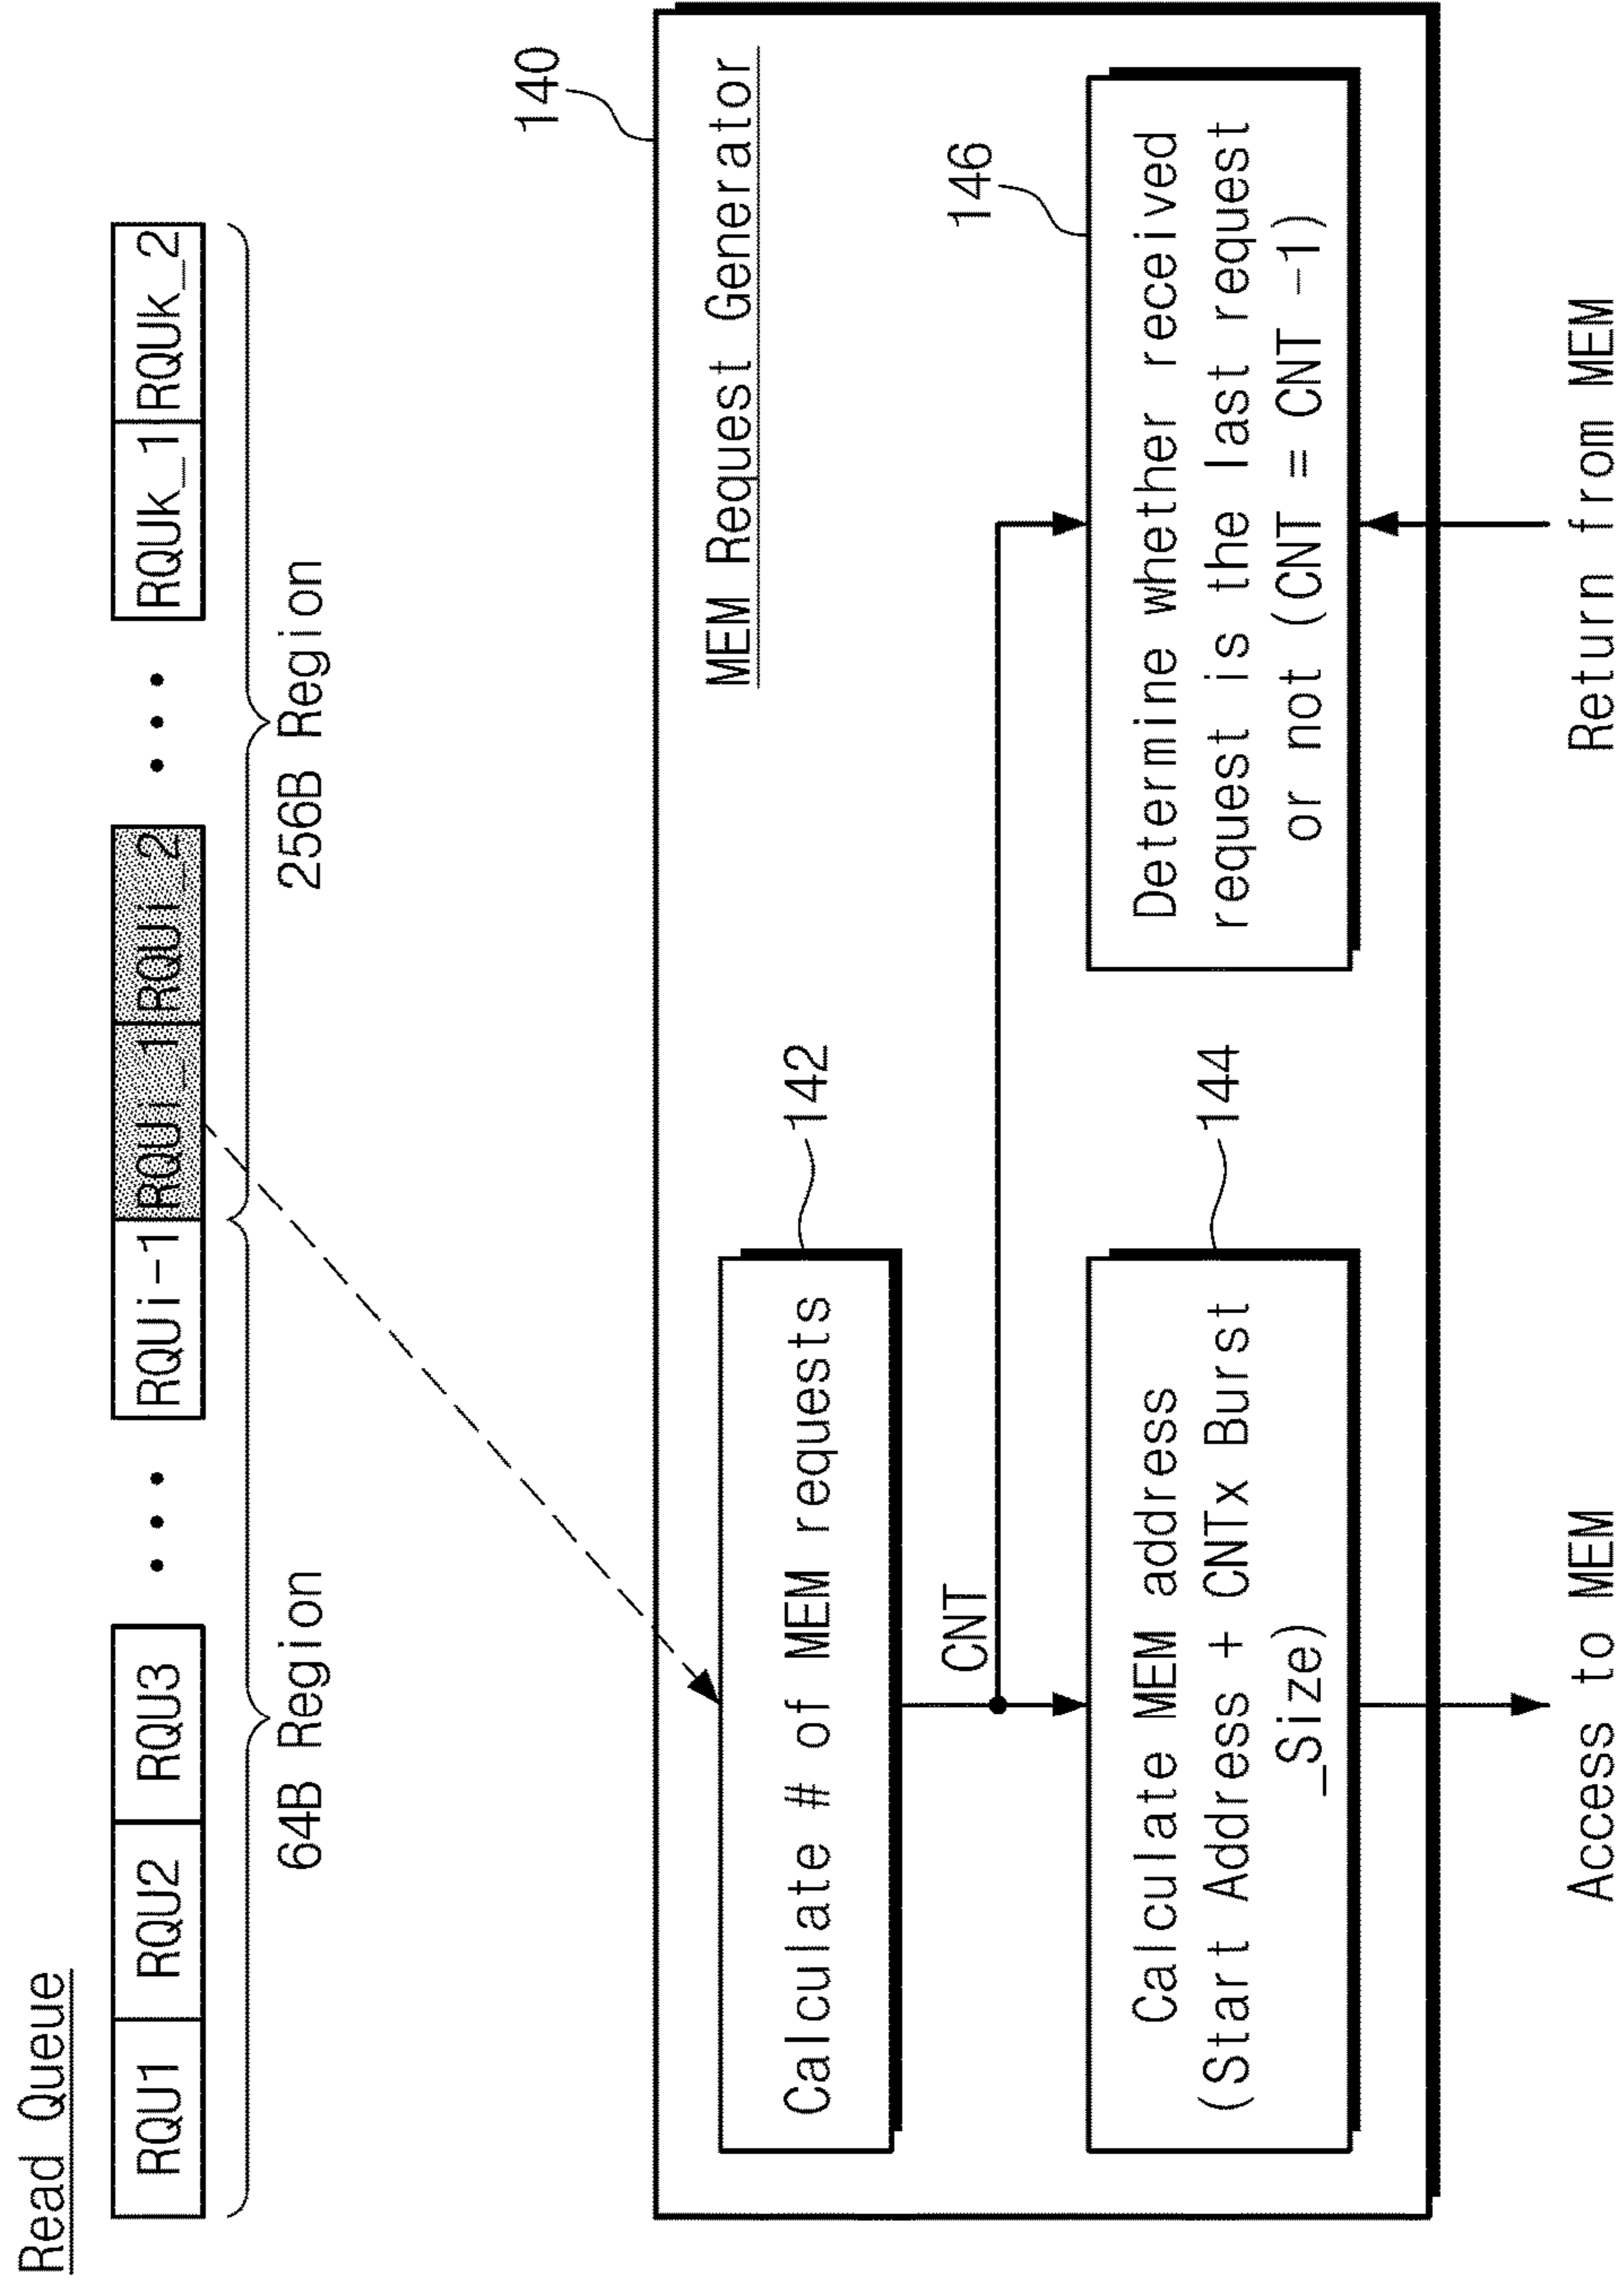 Read Queue
RQU1 RQU2 RQU3 • • • RQUi-1 RQUi_1 RQUi_2 • • • RQUk_1 RQUk_2
64B Region 256B Region
140
MEM Request Generator
142
Calculate # of MEM requests
CNT
146
144
Calculate MEM address
(Start Address + CNTx Burst
_Size)
Determine whether received
request is the last request
or not (CNT = CNT -1)
Access to MEM
Return from MEM